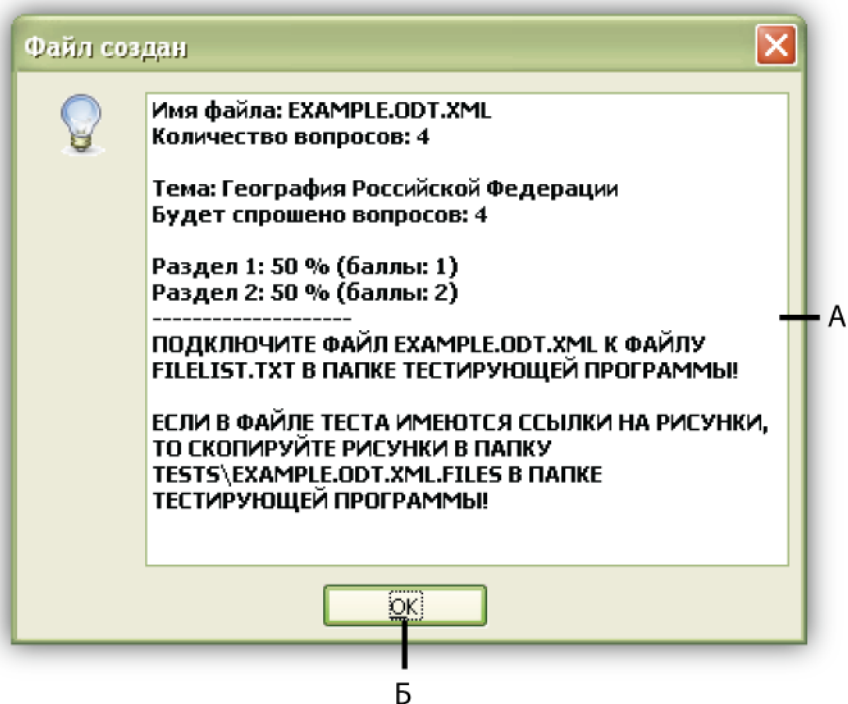 Файл создан
Имя файла: EXAMPLE.ODT.XML
Количество вопросов: 4
Тема: География Российской Федерации
Будет спрошено вопросов: 4
Раздел 1: 50 % (баллы: 1)
Раздел 2: 50 % (баллы: 2)
--------------------
ПОДКЛЮЧИТЕ ФАЙЛ EXAMPLE.ODT.XML К ФАЙЛУ
FILELIST.TXT В ПАПКЕ ТЕСТИРУЮЩЕЙ ПРОГРАММЫ!
ЕСЛИ В ФАЙЛЕ ТЕСТА ИМЕЮТСЯ ССЫЛКИ НА РИСУНКИ,
ТО СКОПИРУЙТЕ РИСУНКИ В ПАПКУ
TESTS\EXAMPLE.ODT.XML.FILES В ПАПКЕ
ТЕСТИРУЮЩЕЙ ПРОГРАММЫ!
А
OK
Б